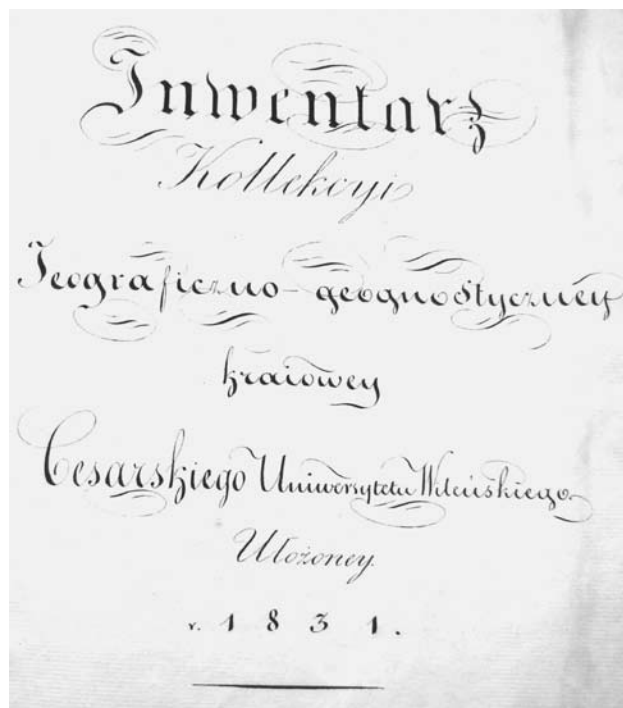 Inwentarz
Kollekcyi
Jeograficzno-geognostyczney
kraiowey
Cesarskiego Uniwersytetu Wileńskiego
Ułożoney
r. 1831.